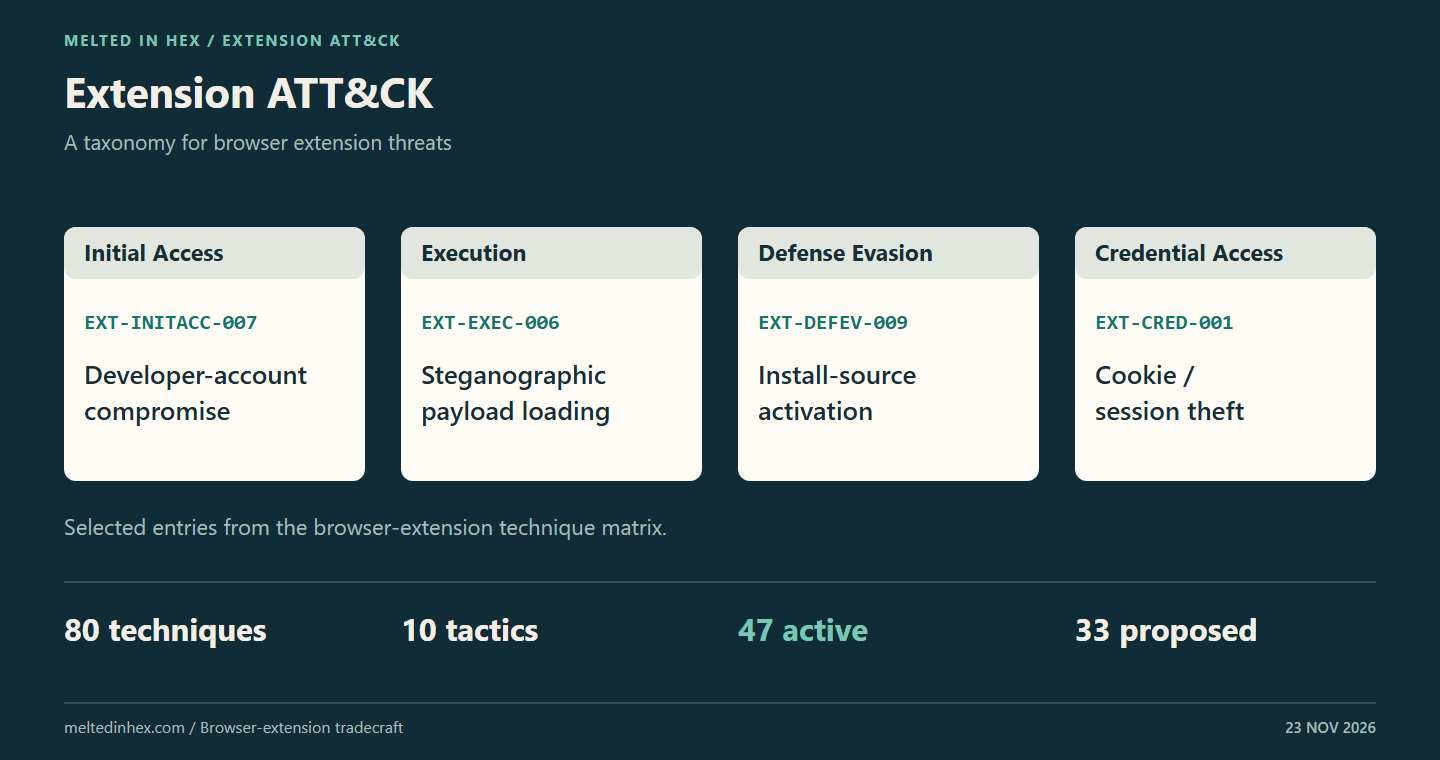 MELTED IN HEX / EXTENSION ATT&CK
Extension ATT&CK
A taxonomy for browser extension threats
Initial Access
EXT-INITACC-007
Developer-account
compromise
Execution
EXT-EXEC-006
Steganographic
payload loading
Defense Evasion
EXT-DEFEV-009
Install-source
activation
Credential Access
EXT-CRED-001
Cookie /
session theft
Selected entries from the browser-extension technique matrix.
80 techniques
10 tactics
47 active
33 proposed
meltedinhex.com / Browser-extension tradecraft
23 NOV 2026